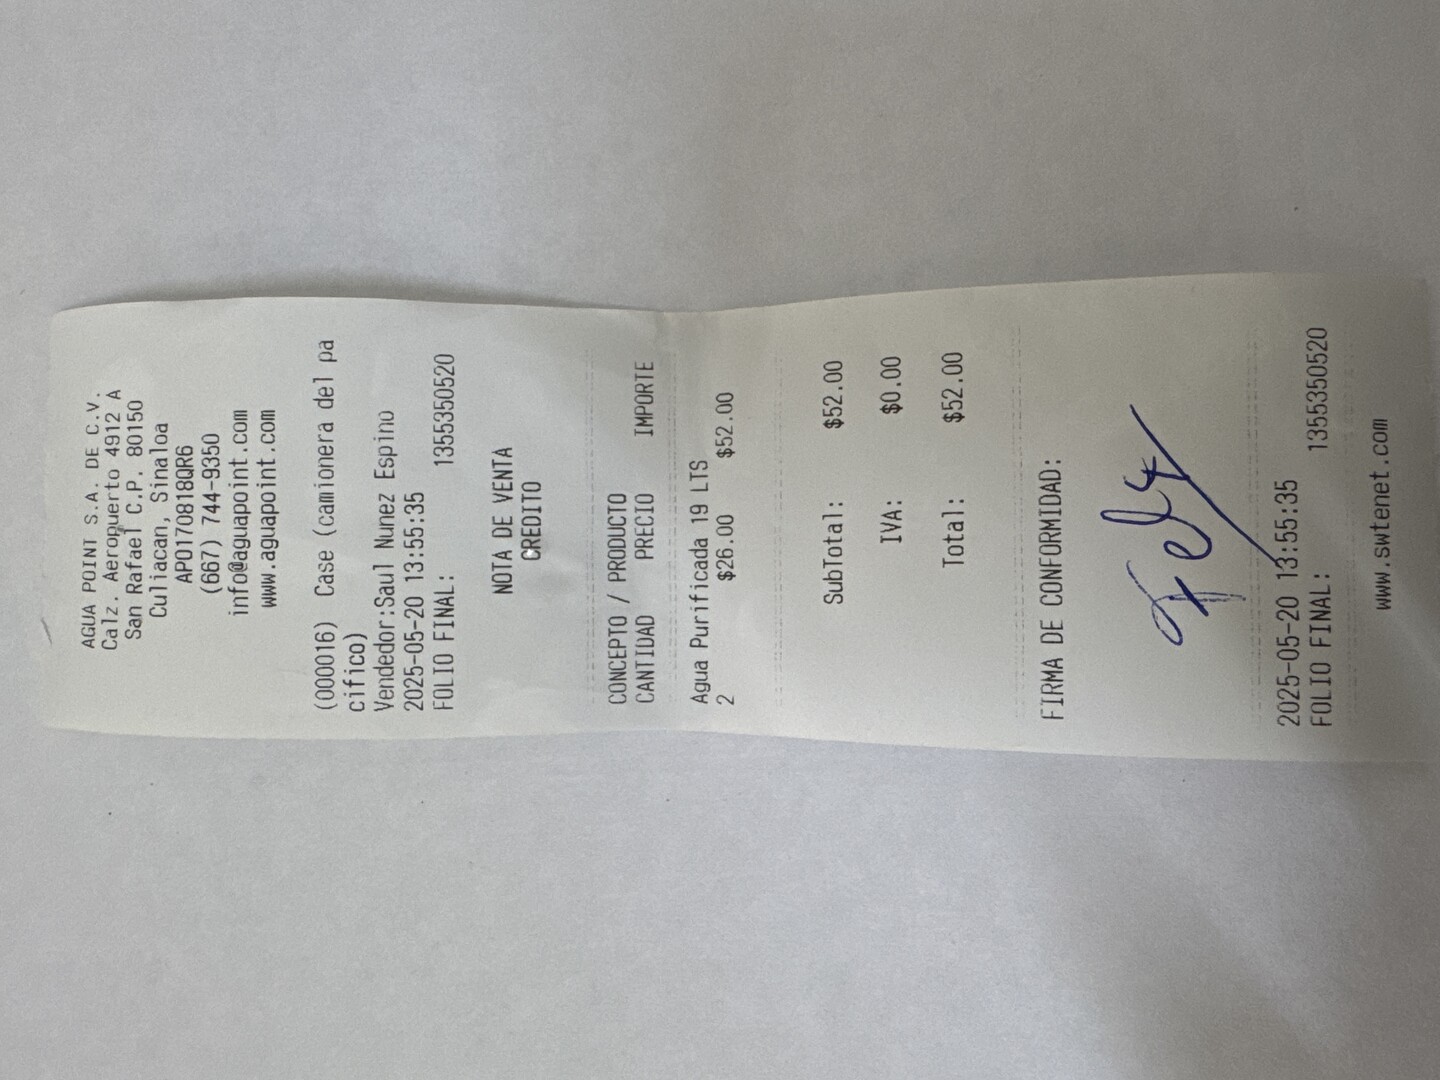 AGUA POINT S.A. DE C.V.
Calz. Aeropuerto 4912 A
San Rafael C.P. 80150
Culiacan, Sinaloa
APO170818QR6
(667) 744-9350
info@aguapoint.com
www.aguapoint.com
(000016) Case (camionera del pa
cifico)
Vendedor:Saul Nunez Espino
2025-05-20 13:55:35
FOLIO FINAL: 1355350520
NOTA DE VENTA
CREDITO
CONCEPTO / PRODUCTO
CANTIDAD PRECIO IMPORTE
Agua Purificada 19 LTS
2 $26.00 $52.00
SubTotal: $52.00
IVA: $0.00
Total: $52.00
FIRMA DE CONFORMIDAD:
2025-05-20 13:55:35
FOLIO FINAL: 1355350520
www.swtenet.com